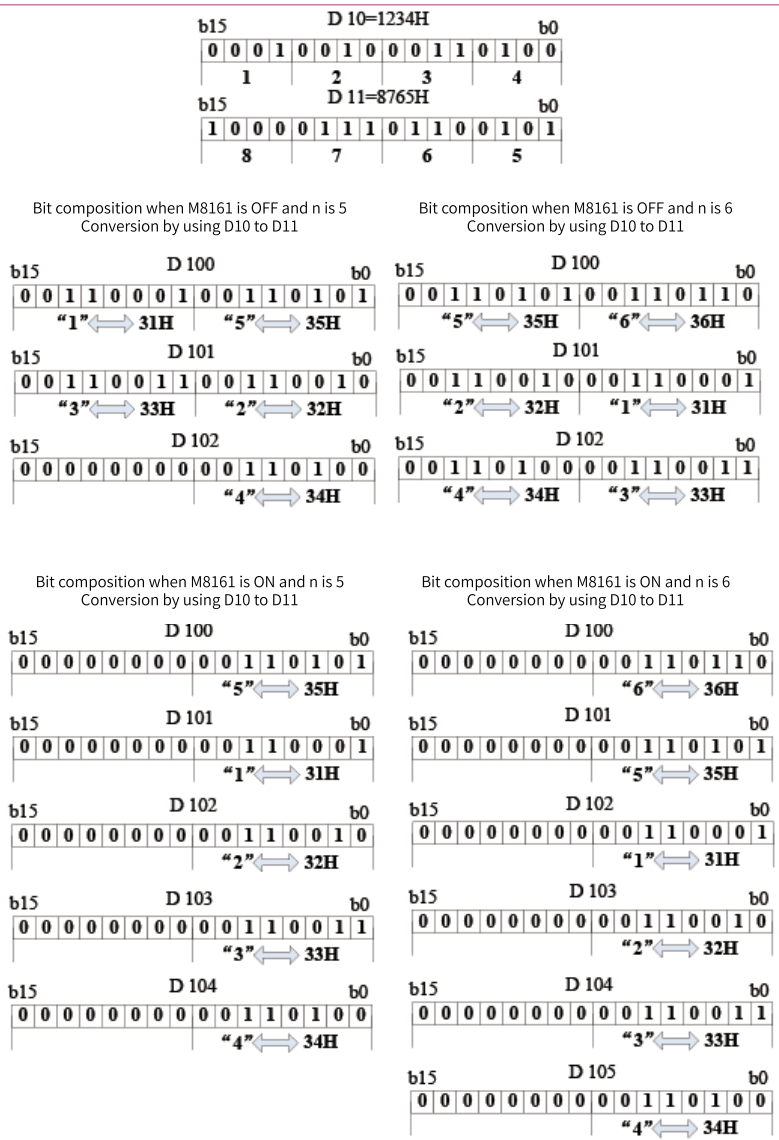 D 10=1234H
b15 b0
0 0 0 1 0 0 1 0 0 0 1 1 0 1 0 0
1 2 3 4
D 11=8765H
b15 b0
1 0 0 0 0 1 1 1 0 1 1 0 0 1 0 1
8 7 6 5
Bit composition when M8161 is OFF and n is 5
Conversion by using D10 to D11
D 100
b15 b0
0 0 1 1 0 0 0 1 0 0 1 1 0 1 0 1
“1” 31H “5” 35H
D 101
b15 b0
0 0 1 1 0 0 1 1 0 0 1 1 0 0 1 0
“3” 33H “2” 32H
D 102
b15 b0
0 0 0 0 0 0 0 0 0 0 1 1 0 1 0 0
“4” 34H
Bit composition when M8161 is OFF and n is 6
Conversion by using D10 to D11
D 100
b15 b0
0 0 1 1 0 1 0 1 0 0 1 1 0 1 1 0
“5” 35H “6” 36H
D 101
b15 b0
0 0 1 1 0 0 1 0 0 0 1 1 0 0 0 1
“2” 32H “1” 31H
D 102
b15 b0
0 0 1 1 0 1 0 0 0 0 1 1 0 0 1 1
“4” 34H “3” 33H
Bit composition when M8161 is ON and n is 5
Conversion by using D10 to D11
D 100
b15 b0
0 0 0 0 0 0 0 0 0 0 1 1 0 1 0 1
“5” 35H
D 101
b15 b0
0 0 0 0 0 0 0 0 0 0 1 1 0 0 0 1
“1” 31H
D 102
b15 b0
0 0 0 0 0 0 0 0 0 0 1 1 0 0 1 0
“2” 32H
D 103
b15 b0
0 0 0 0 0 0 0 0 0 0 1 1 0 0 1 1
“3” 33H
D 104
b15 b0
0 0 0 0 0 0 0 0 0 0 1 1 0 1 0 0
“4” 34H
Bit composition when M8161 is ON and n is 6
Conversion by using D10 to D11
D 100
b15 b0
0 0 0 0 0 0 0 0 0 0 1 1 0 1 1 0
“6” 36H
D 101
b15 b0
0 0 0 0 0 0 0 0 0 0 1 1 0 1 0 1
“5” 35H
D 102
b15 b0
0 0 0 0 0 0 0 0 0 0 1 1 0 0 0 1
“1” 31H
D 103
b15 b0
0 0 0 0 0 0 0 0 0 0 1 1 0 0 1 0
“2” 32H
D 104
b15 b0
0 0 0 0 0 0 0 0 0 0 1 1 0 0 1 1
“3” 33H
D 105
b15 b0
0 0 0 0 0 0 0 0 0 0 1 1 0 1 0 0
“4” 34H